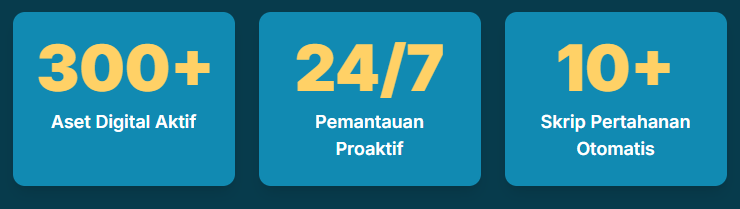 300+
Aset Digital Aktif
24/7
Pemantauan
Proaktif
10+
Skrip Pertahanan
Otomatis